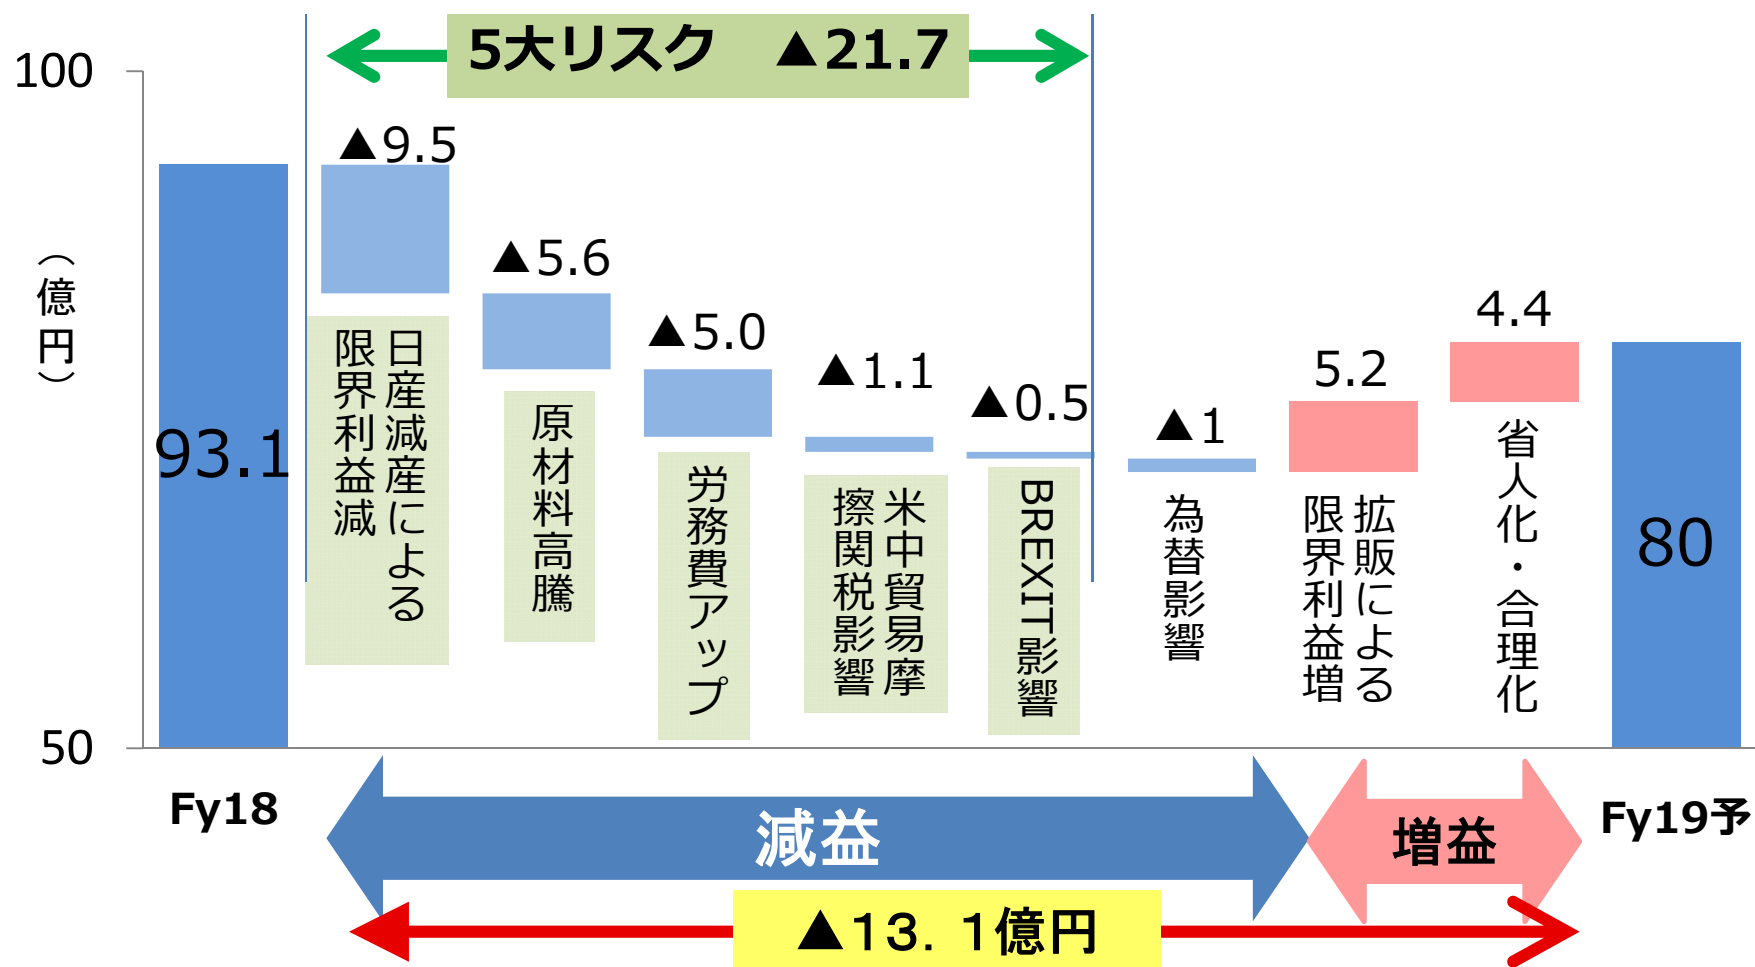 5大リスク　▲21.7
100
（億円）
50
93.1
▲9.5
日産減産による
限界利益減
▲5.6
原材料高騰
▲5.0
労務費アップ
▲1.1
米中貿易摩
擦関税影響
▲0.5
BREXIT影響
▲1
為替影響
5.2
拡販による
限界利益増
4.4
省人化・合理化
80
Fy18
減益
増益
Fy19予
▲１３．１億円